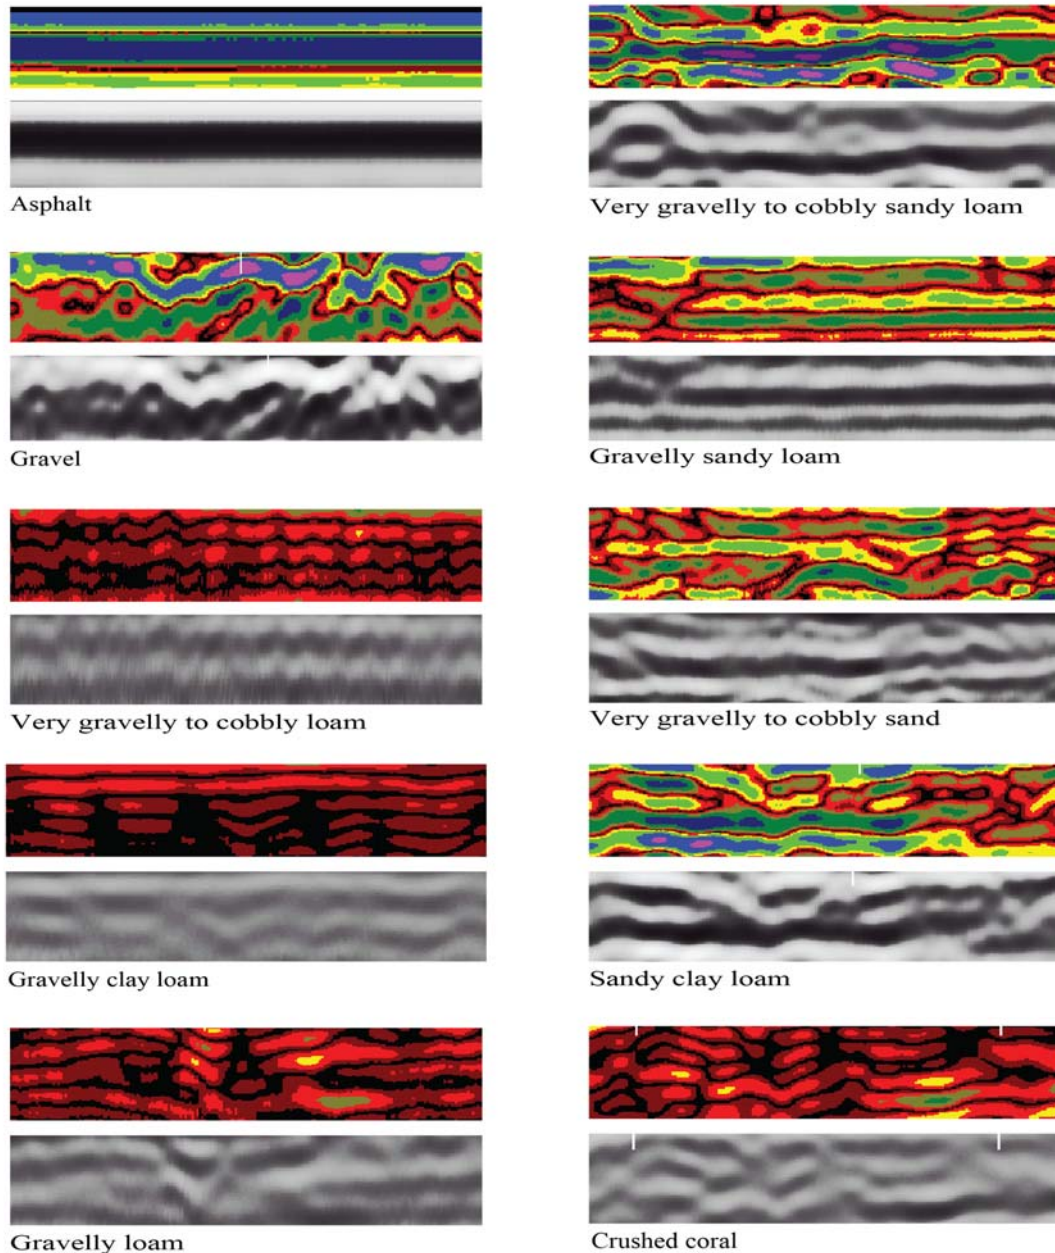 Asphalt
Very gravelly to cobbly sandy loam
Gravel
Gravelly sandy loam
Very gravelly to cobbly loam
Very gravelly to cobbly sand
Gravelly clay loam
Sandy clay loam
Gravelly loam
Crushed coral